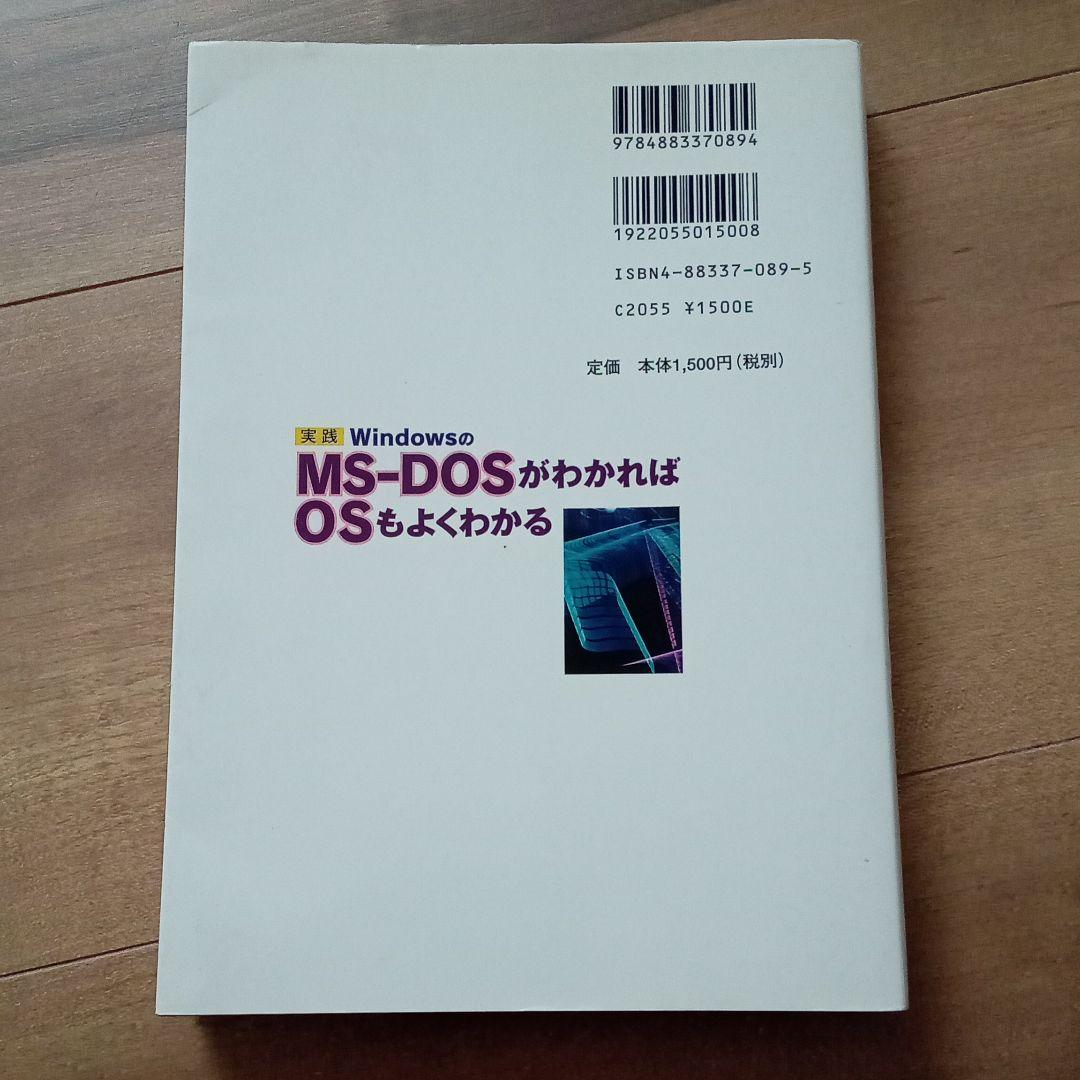 9784883370894
1922055015008
ISBN4-88337-089-5
C2055 ¥1500E
定価 本体1,500円(税別)
実践 Windowsの
MS-DOSがわかれば
OSもよくわかる